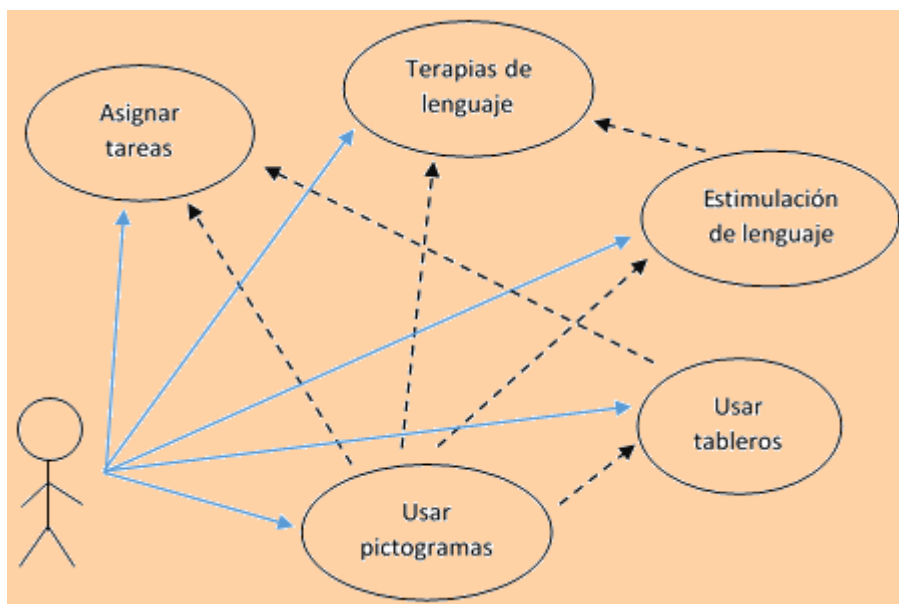 Terapias de
lenguaje
Asignar
tareas
Estimulación
de lenguaje
Usar
tableros
Usar
pictogramas